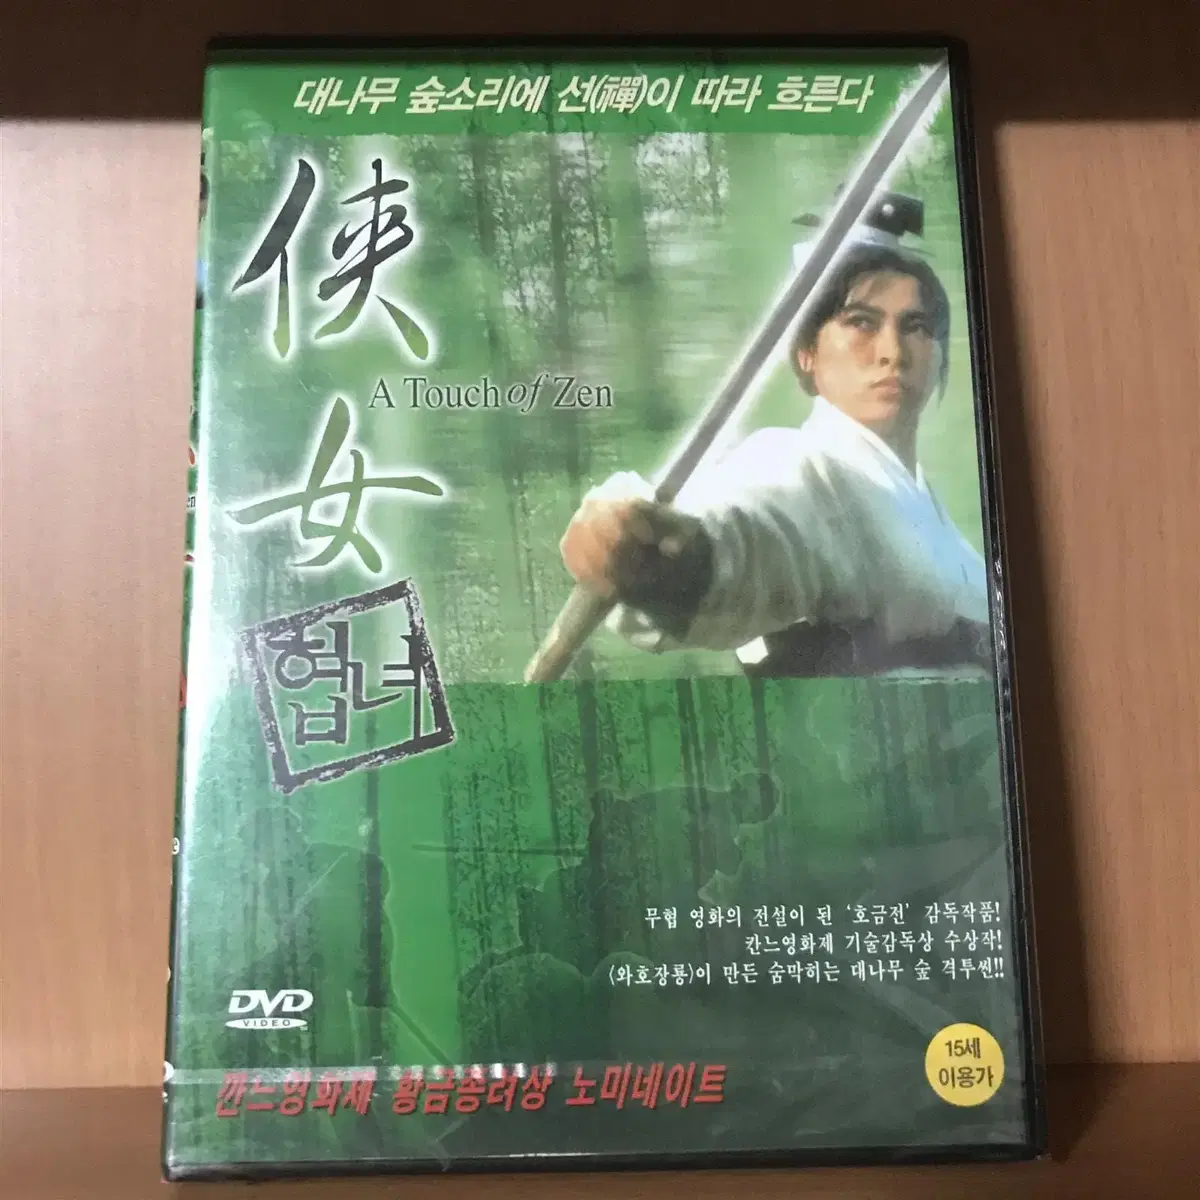 대나무 숲소리에 선(禪)이 따라 흐른다
俠女
A Touch of Zen
협녀
무협 영화의 전설이 된 '호금전' 감독작품!
칸느영화제 기술감독상 수상작!
(와호장룡)이 만든 숨막히는 대나무 숲 격투씬!!
DVD
VIDEO
15세
이용가
깐느영화제 황금종려상 노미네이트